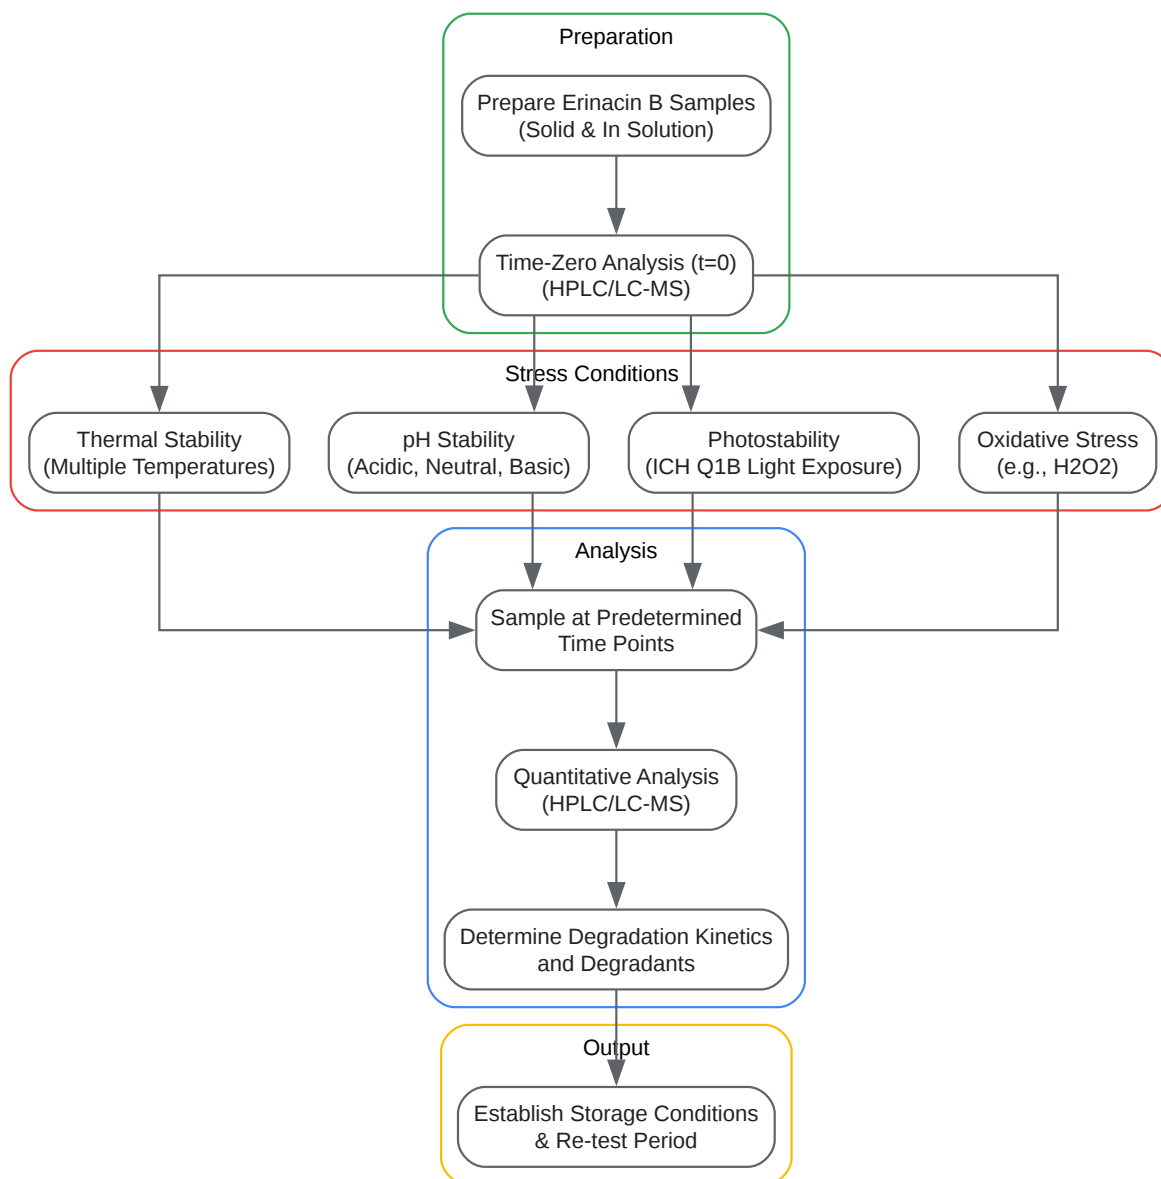 Preparation
Prepare Erinacin B Samples
(Solid & In Solution)
Time-Zero Analysis (t=0)
(HPLC/LC-MS)
Stress Conditions
Thermal Stability
(Multiple Temperatures)
pH Stability
(Acidic, Neutral, Basic)
Photostability
(ICH Q1B Light Exposure)
Oxidative Stress
(e.g., H2O2)
Analysis
Sample at Predetermined
Time Points
Quantitative Analysis
(HPLC/LC-MS)
Determine Degradation Kinetics
and Degradants
Output
Establish Storage Conditions
& Re-test Period